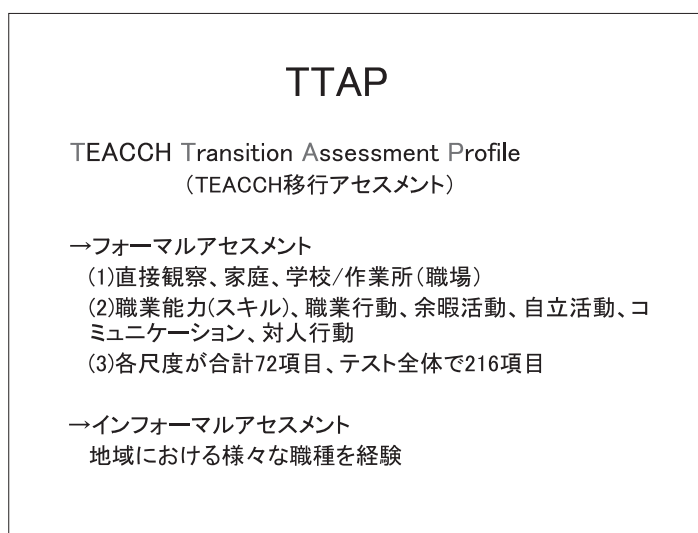 TTAP
TEACCH Transition Assessment Profile
（TEACCH移行アセスメント）
→フォーマルアセスメント
(1)直接観察、家庭、学校/作業所（職場）
(2)職業能力(スキル)、職業行動、余暇活動、自立活動、コ
ミュニケーション、対人行動
(3)各尺度が合計72項目、テスト全体で216項目
→インフォーマルアセスメント
地域における様々な職種を経験